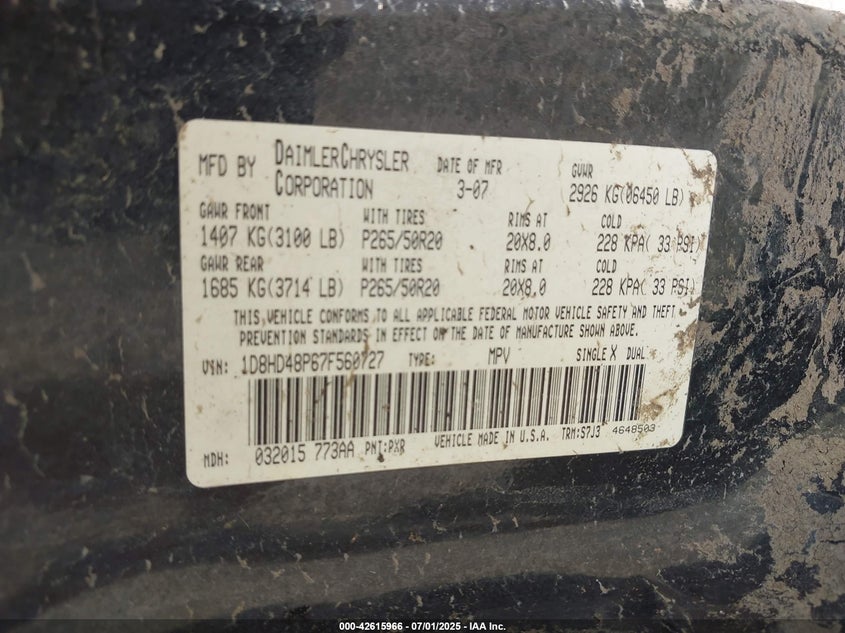 MFD BY DAIMLERCHRYSLER CORPORATION DATE OF MFR 3-07 GVWR 2926 KG(06450 LB)
GAWR FRONT WITH TIRES RIMS AT COLD
1407 KG(3100 LB) P265/50R20 20X8.0 228 KPA( 33 PSI)
GAWR REAR WITH TIRES RIMS AT COLD
1685 KG(3714 LB) P265/50R20 20X8.0 228 KPA( 33 PSI)
THIS VEHICLE CONFORMS TO ALL APPLICABLE FEDERAL MOTOR VEHICLE SAFETY AND THEFT
PREVENTION STANDARDS IN EFFECT ON THE DATE OF MANUFACTURE SHOWN ABOVE.
VIN: 1D8HD48P67F560727 TYPE: MPV SINGLE X DUAL
MDH: 032015 773AA PNT:PXR VEHICLE MADE IN U.S.A. TRM:S7J3 4648503
000-42615966 - 07/01/2025 - IAA Inc.